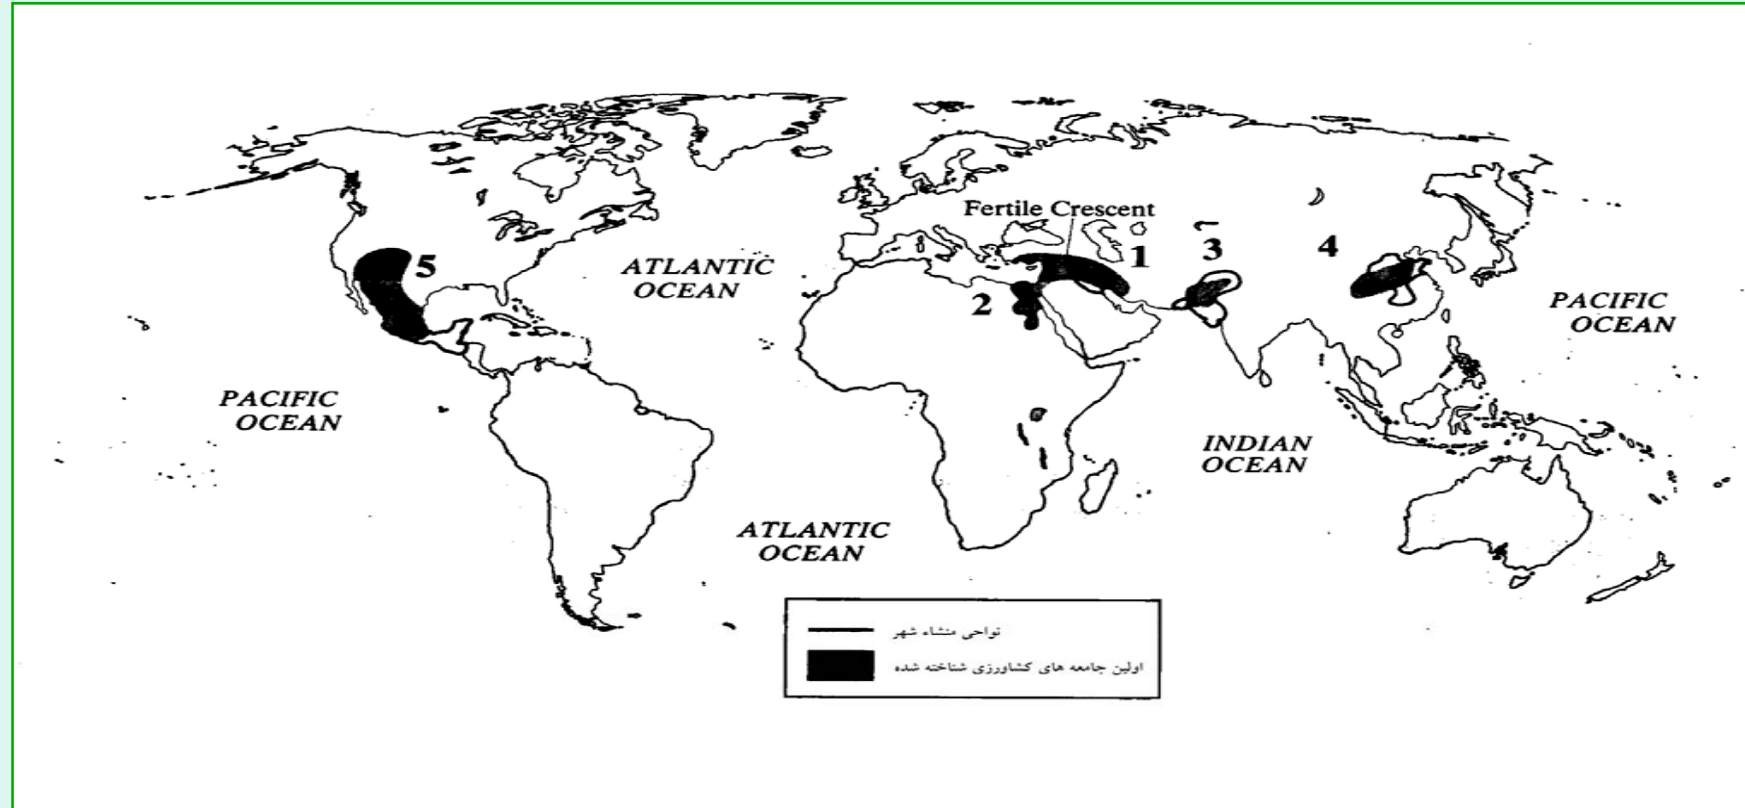 Fertile Crescent
1
2
3
4
5
ATLANTIC
OCEAN
PACIFIC
OCEAN
PACIFIC
OCEAN
INDIAN
OCEAN
ATLANTIC
OCEAN
نواحی منشاء شهر
اولین جامعه های کشاورزی شناخته شده